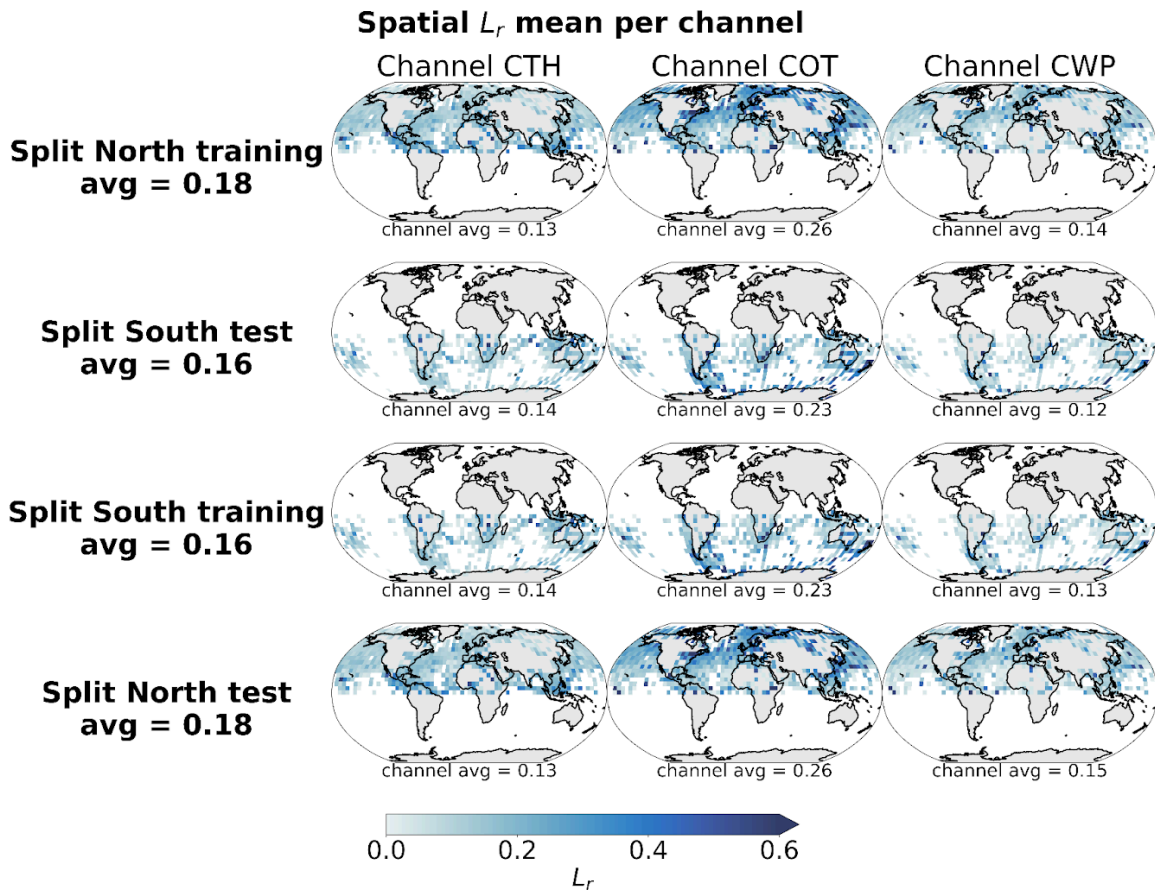 Spatial Lᵣ mean per channel
Channel CTH
Channel COT
Channel CWP
Split North training
avg = 0.18
channel avg = 0.13
channel avg = 0.26
channel avg = 0.14
Split South test
avg = 0.16
channel avg = 0.14
channel avg = 0.23
channel avg = 0.12
Split South training
avg = 0.16
channel avg = 0.14
channel avg = 0.23
channel avg = 0.13
Split North test
avg = 0.18
channel avg = 0.13
channel avg = 0.26
channel avg = 0.15
0.0
0.2
0.4
0.6
Lᵣ